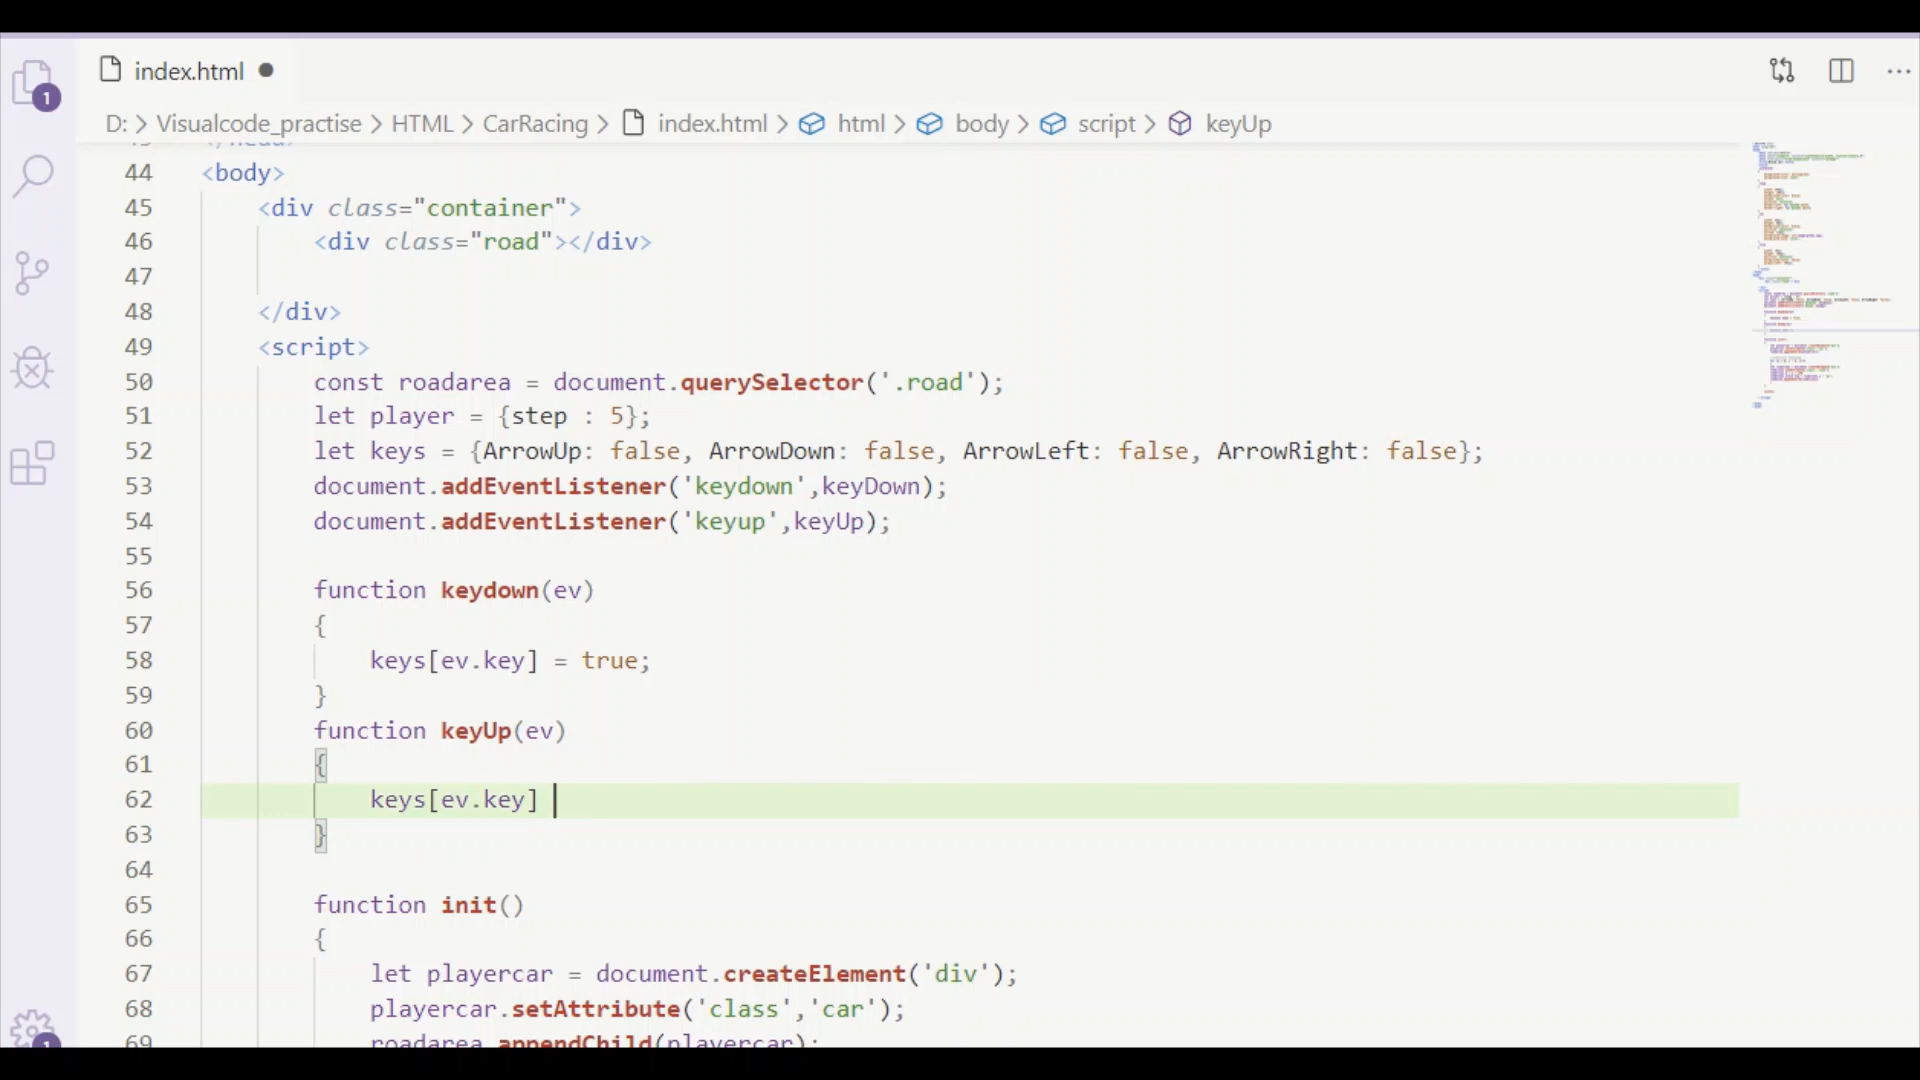 index.html
1
D: > Visualcode_practise > HTML > CarRacing > index.html > html > body > script > keyUp
44 <body>
45 <div class="container">
46 <div class="road"></div>
47
48 </div>
49 <script>
50 const roadarea = document.querySelector('.road');
51 let player = {step : 5};
52 let keys = {ArrowUp: false, ArrowDown: false, ArrowLeft: false, ArrowRight: false};
53 document.addEventListener('keydown',keyDown);
54 document.addEventListener('keyup',keyUp);
55
56 function keydown(ev)
57 {
58 keys[ev.key] = true;
59 }
60 function keyUp(ev)
61 {
62 keys[ev.key]
63 }
64
65 function init()
66 {
67 let playercar = document.createElement('div');
68 playercar.setAttribute('class','car');
69 roadarea.appendChild(playercar);